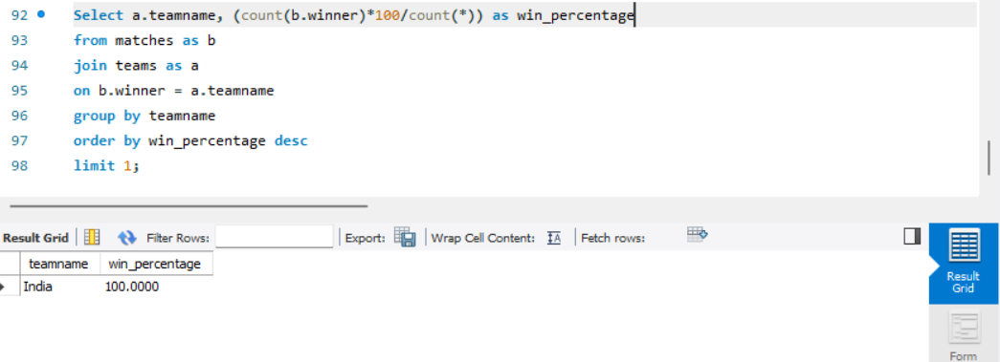 92 Select a.teamname, (count(b.winner)*100/count(*)) as win_percentage
93 from matches as b
94 join teams as a
95 on b.winner = a.teamname
96 group by teamname
97 order by win_percentage desc
98 limit 1;
Result Grid Filter Rows: Export: Wrap Cell Content: IA Fetch rows:
teamname win_percentage
India 100.0000
Result
Grid
Form